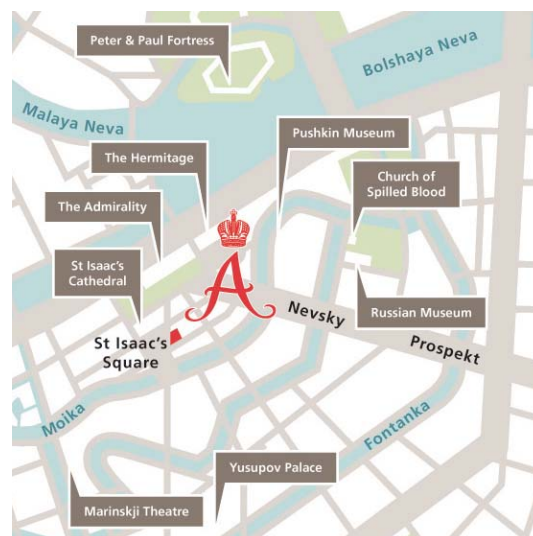 Peter & Paul Fortress
Bolshaya Neva
Malaya Neva
Pushkin Museum
The Hermitage
Church of
Spilled Blood
The Admirality
St Isaac's
Cathedral
A
Nevsky
Russian Museum
St Isaac's
Square
Prospekt
Moika
Fontanka
Yusupov Palace
Marinskji Theatre